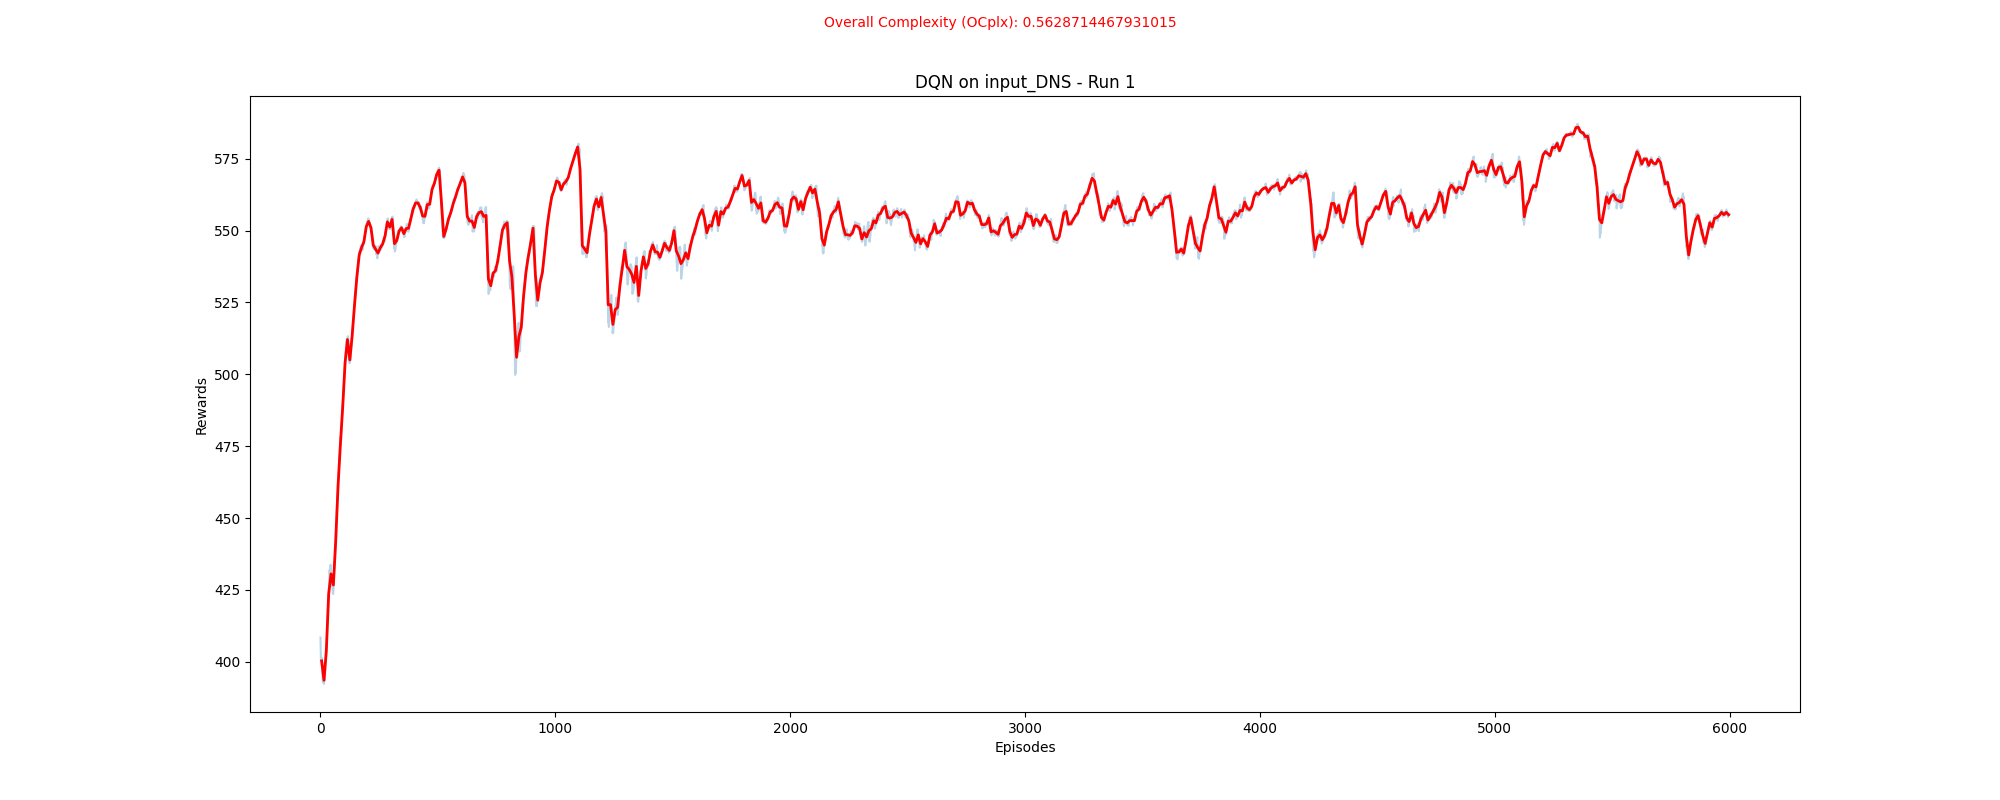 Overall Complexity (OCplx): 0.5628714467931015
DQN on input_DNS - Run 1
Rewards
575
550
525
500
475
450
425
400
0 1000 2000 3000 4000 5000 6000
Episodes